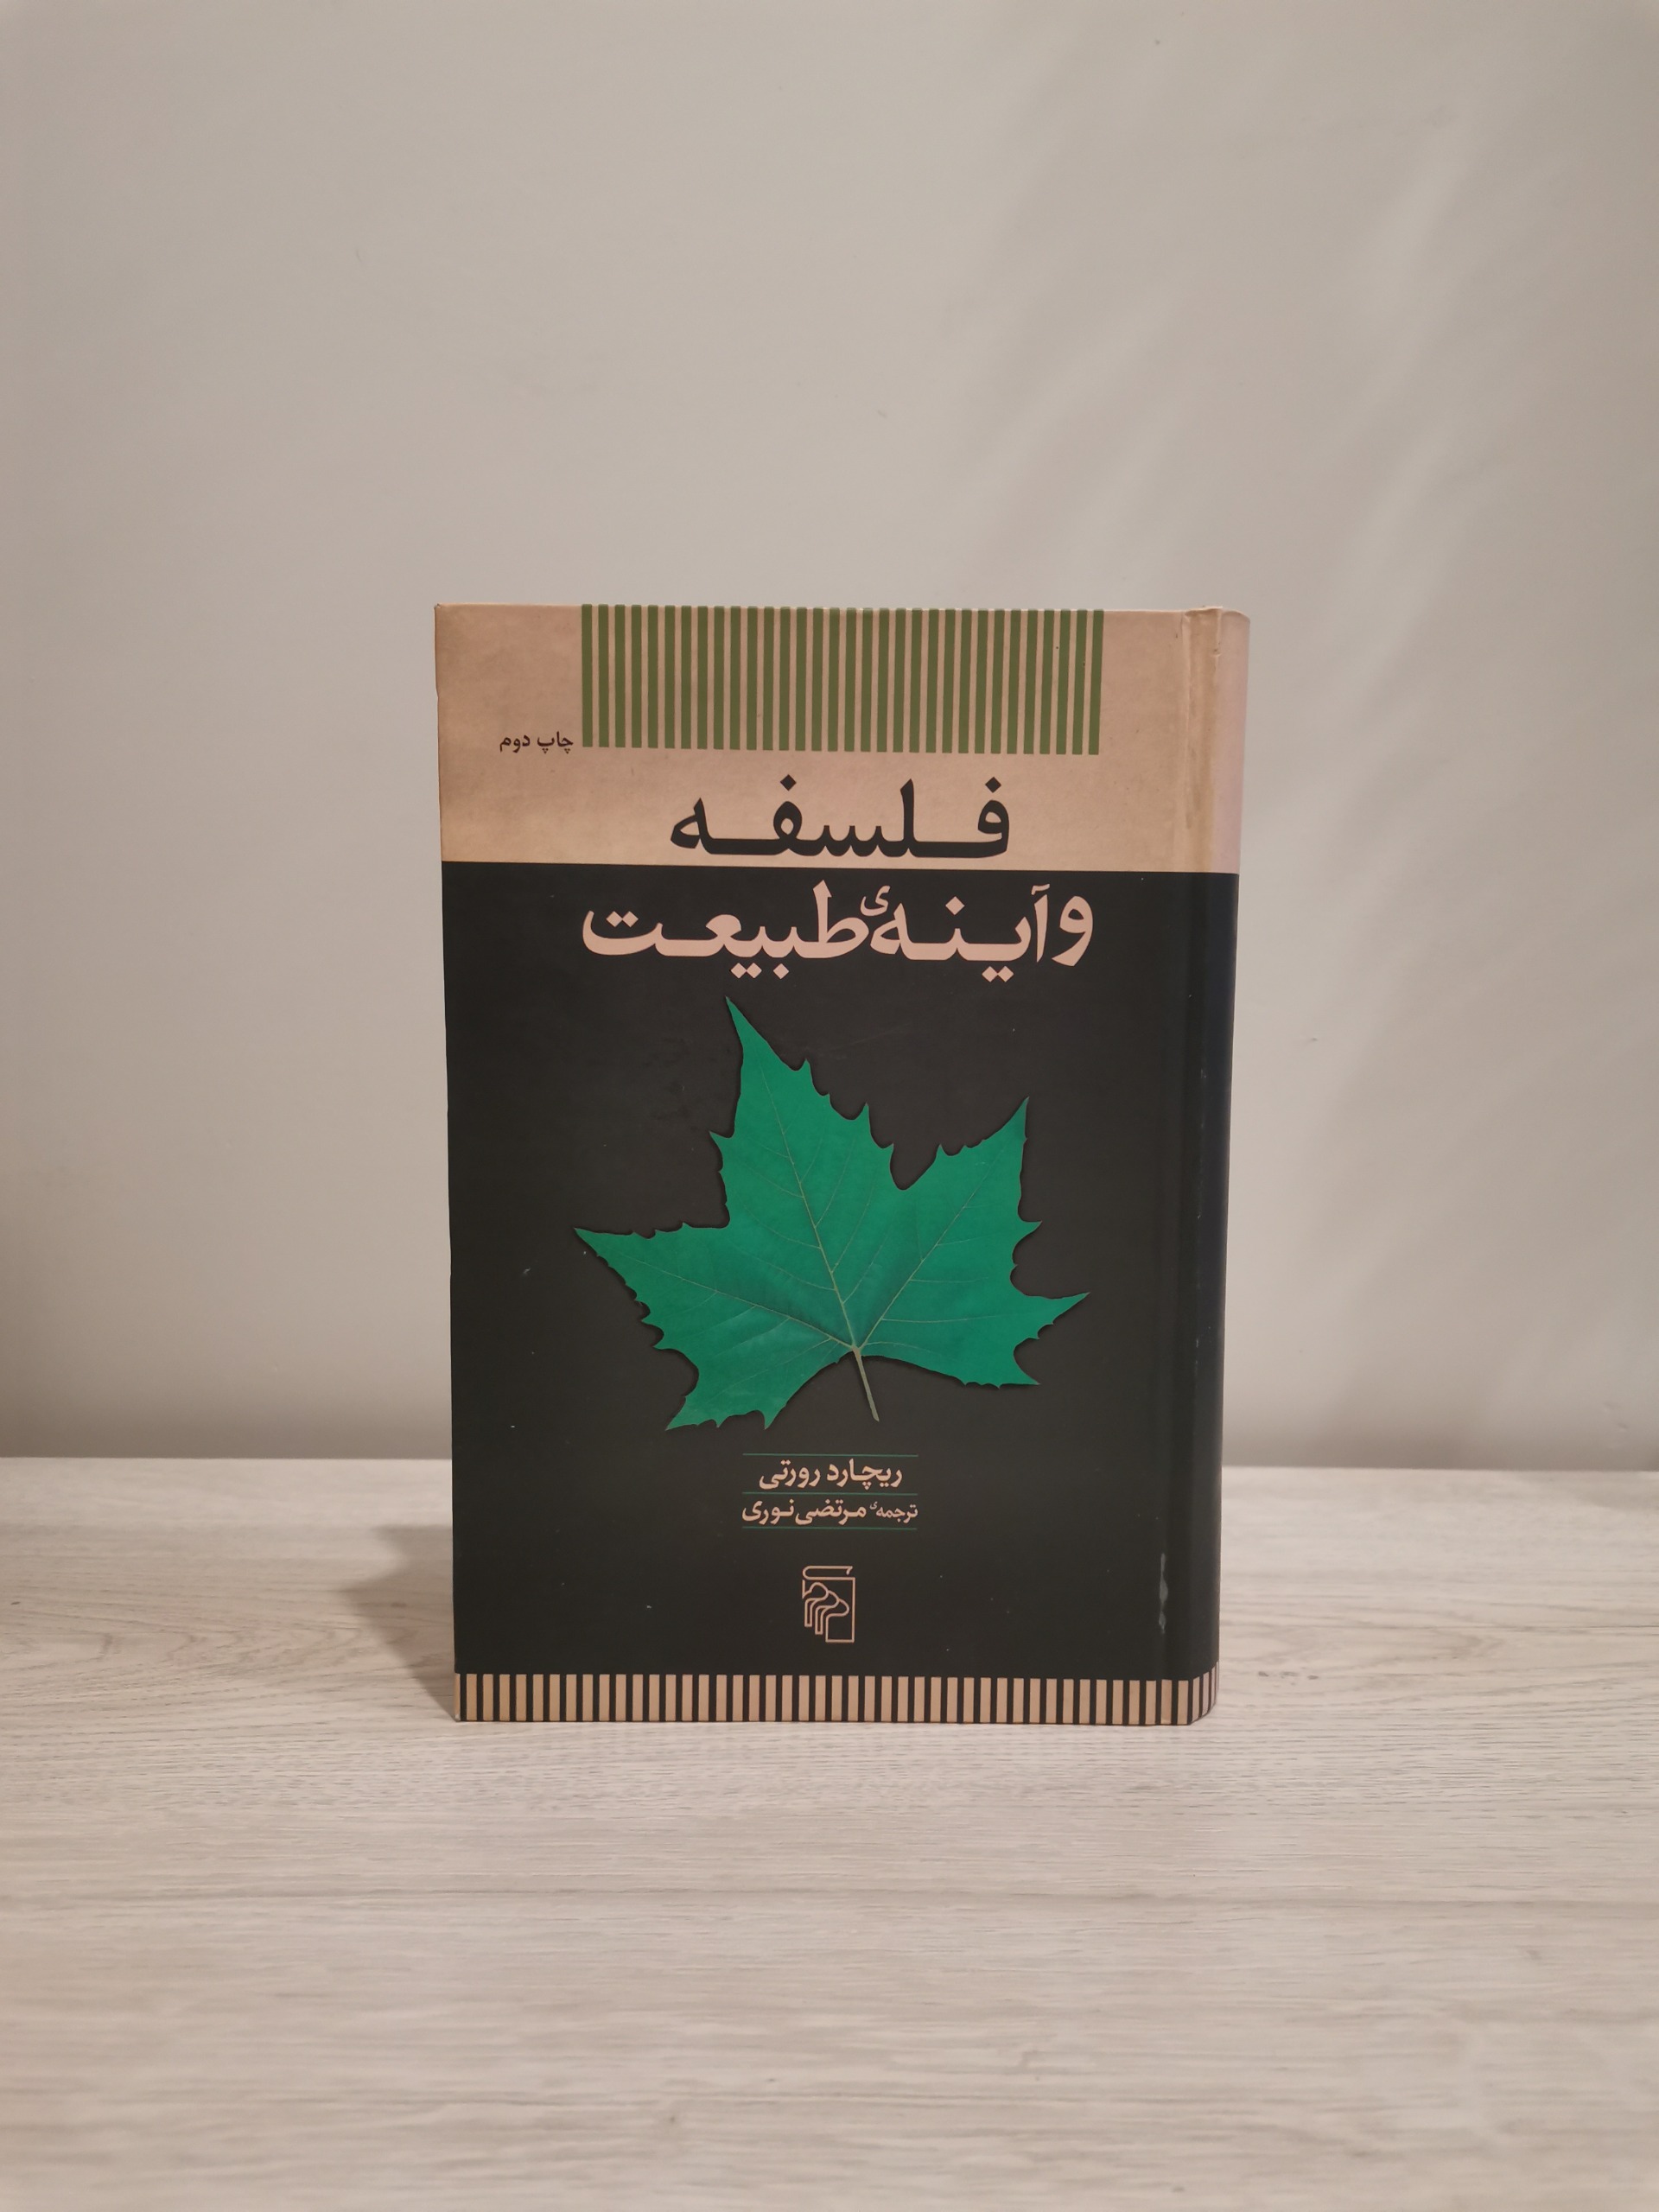 چاپ دوم
فلسفه
و آینه‌ٔی طبیعت
ریچارد رورتی
ترجمه‌ی مرتضی نوری